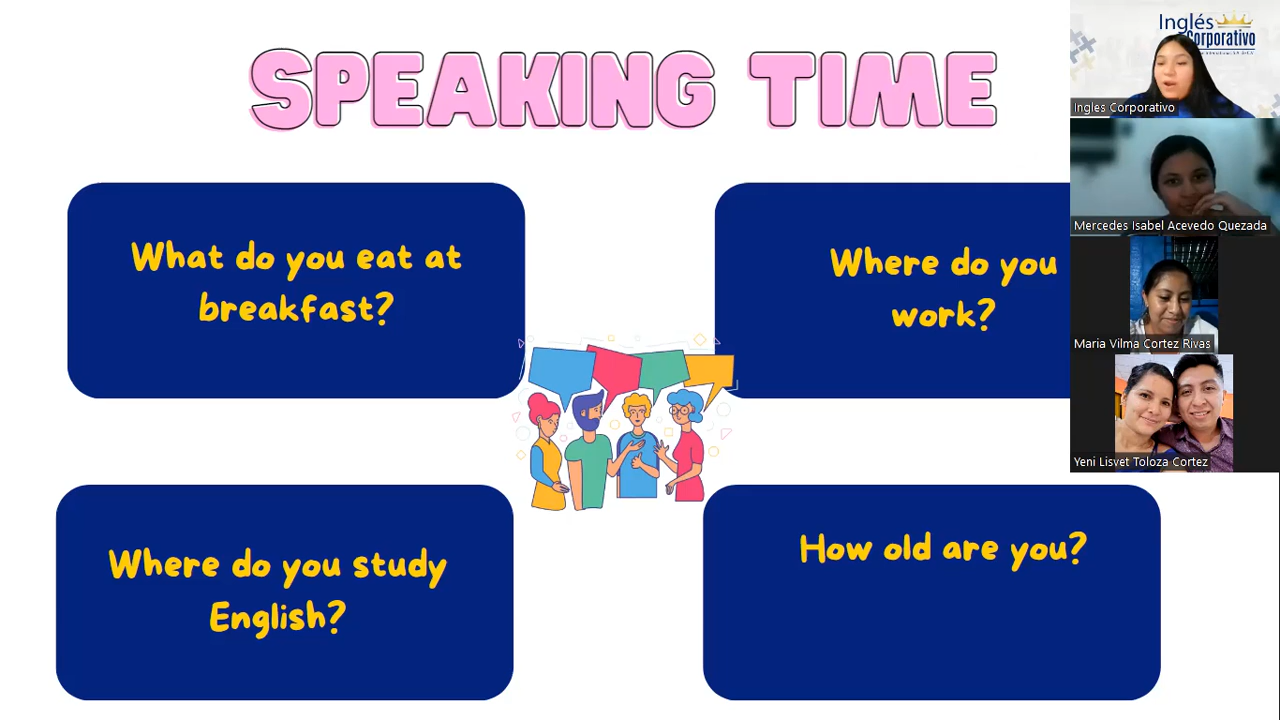 SPEAKING TIME
What do you eat at
breakfast?
Where do you
work?
Where do you study
English?
How old are you?
Inglés
Corporativo
Ingles Corporativo
Mercedes Isabel Acevedo Quezada
Maria Vilma Cortez Rivas
Yeni Lisvet Toloza Cortez